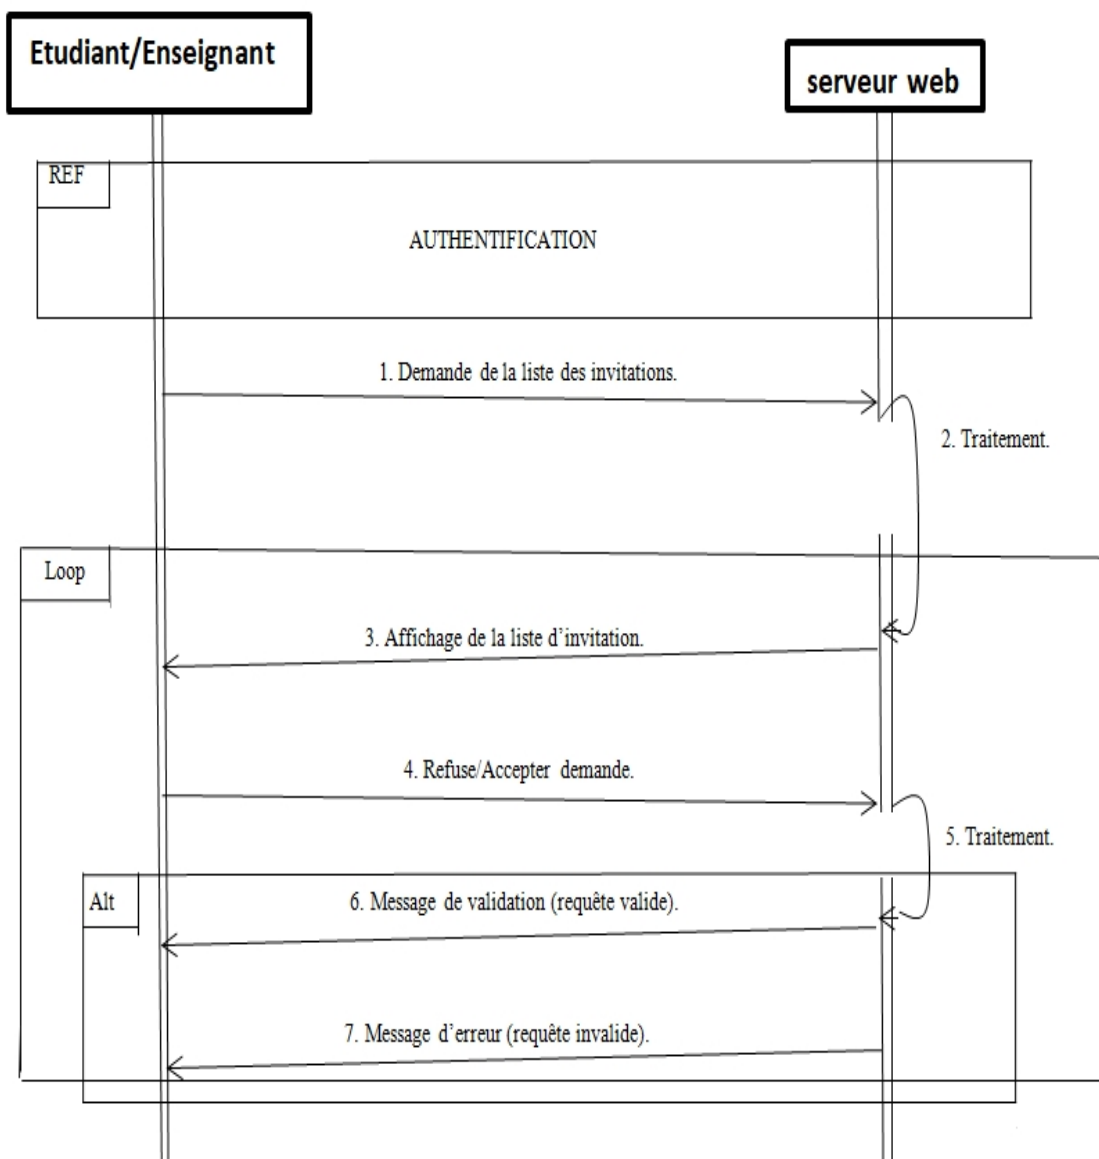 Etudiant/Enseignant
serveur web
REF
AUTHENTIFICATION
1. Demande de la liste des invitations.
2. Traitement.
Loop
3. Affichage de la liste d'invitation.
4. Refuse/Accepter demande.
5. Traitement.
Alt
6. Message de validation (requête valide).
7. Message d'erreur (requête invalide).